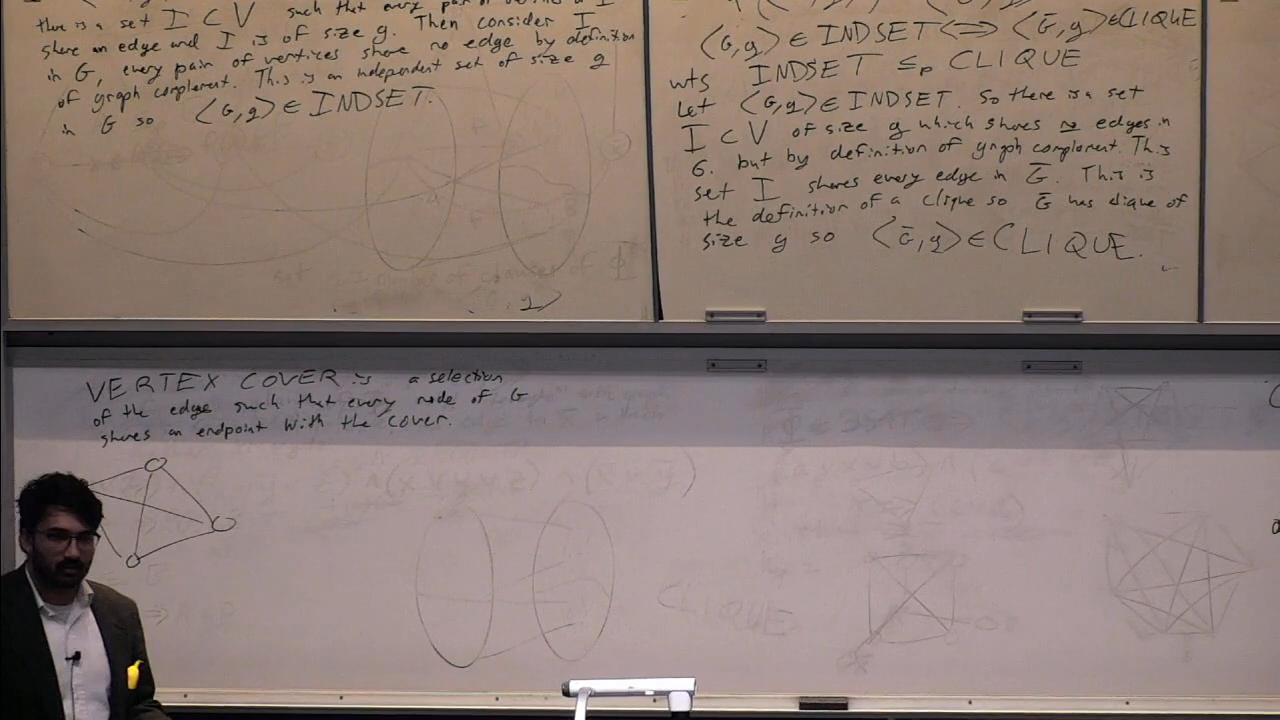 there is a set I ⊂ V such that every pair of vertices in I
share an edge and I is of size g. Then consider I
in G, every pair of vertices share no edge by definition
of graph complement. This is an independent set of size g
in G so ⟨G,g⟩ ∈ INDSET.
⟨G,g⟩ ∈ INDSET ⟺ ⟨Ḡ,g⟩ ∈ CLIQUE
wts INDSET ≤p CLIQUE
Let ⟨G,g⟩ ∈ INDSET. So there is a set
I ⊂ V of size g which shares no edges in
G. but by definition of graph complement. This
set I shares every edge in Ḡ. This is
the definition of a clique so Ḡ has clique of
size g so ⟨Ḡ,g⟩ ∈ CLIQUE.
VERTEX COVER is a selection
of the edge such that every node of G
shares an endpoint with the cover.
CLIQUE